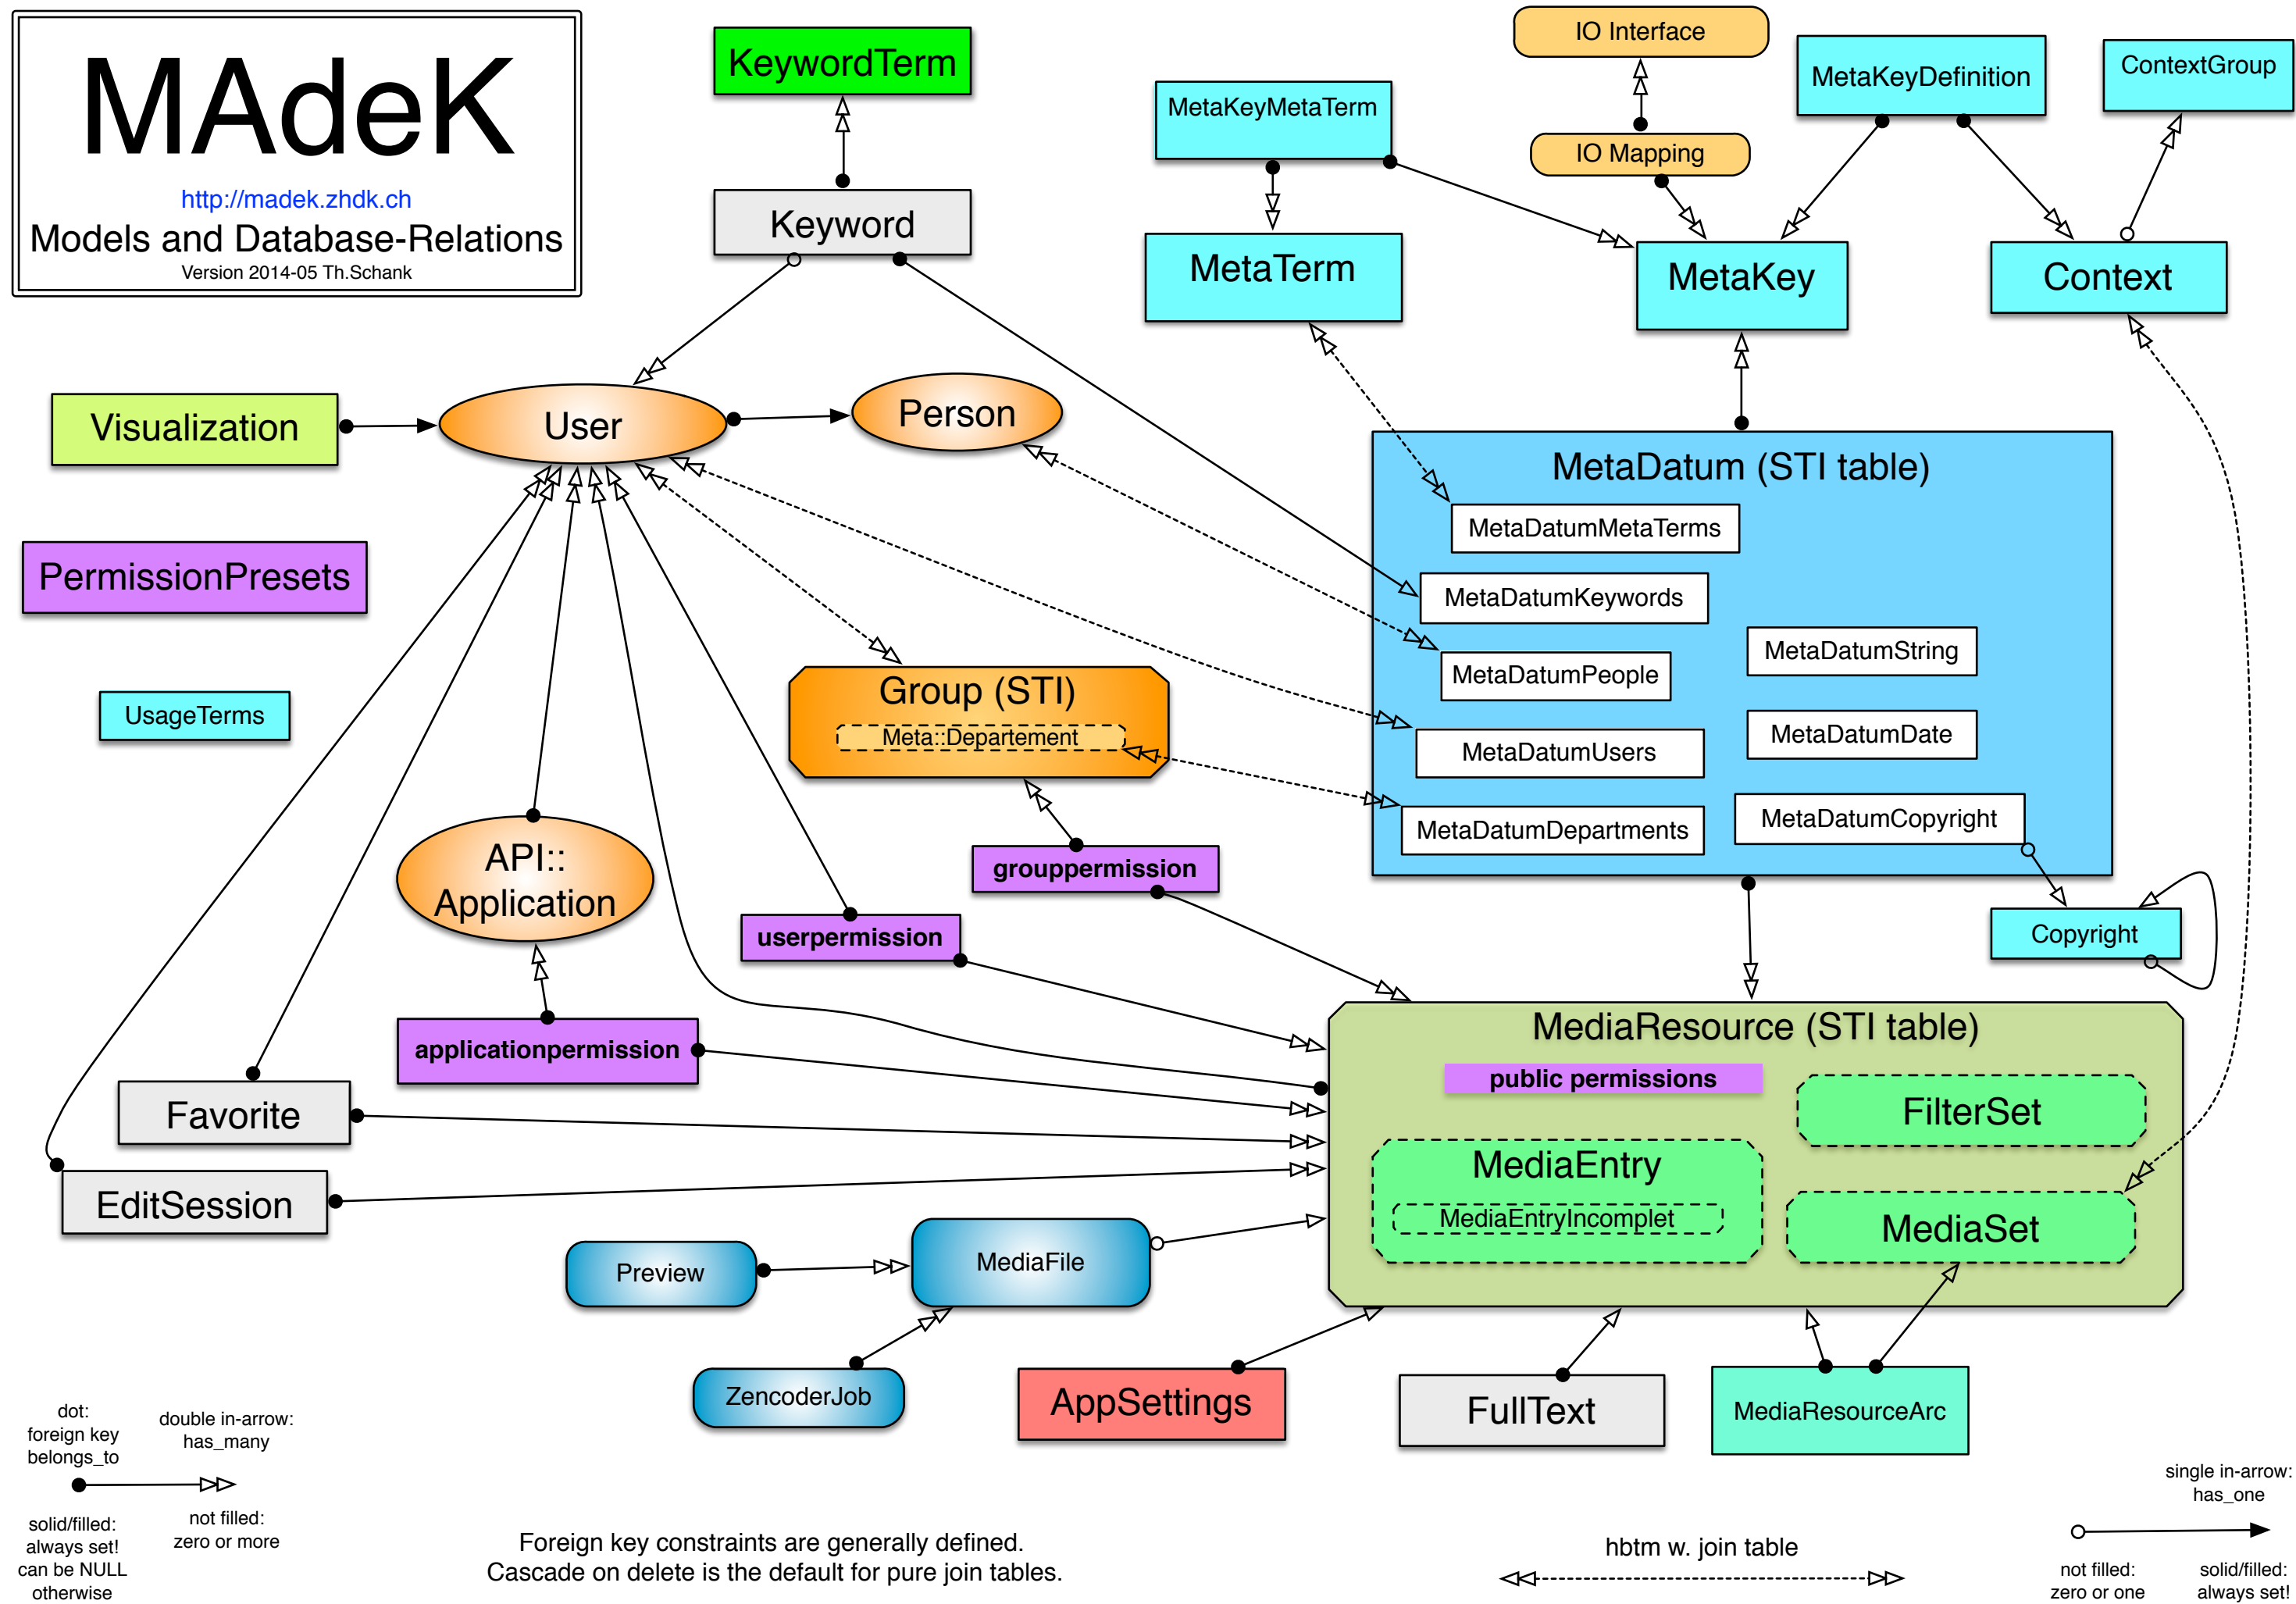 MAdeK
http://madek.zhdk.ch
Models and Database-Relations
Version 2014-05 Th.Schank
KeywordTerm
Keyword
MetaKeyMetaTerm
IO Interface
IO Mapping
MetaKeyDefinition
ContextGroup
MetaTerm
MetaKey
Context
Visualization
User
Person
PermissionPresets
UsageTerms
MetaDatum (STI table)
MetaDatumMetaTerms
MetaDatumKeywords
MetaDatumPeople
MetaDatumString
MetaDatumUsers
MetaDatumDate
MetaDatumDepartments
MetaDatumCopyright
Group (STI)
Meta::Departement
API::
Application
grouppermission
userpermission
applicationpermission
Copyright
Favorite
EditSession
MediaResource (STI table)
public permissions
FilterSet
MediaEntry
MediaEntryIncomplet
MediaSet
Preview
MediaFile
ZencoderJob
AppSettings
FullText
MediaResourceArc
dot:
foreign key
belongs_to
double in-arrow:
has_many
solid/filled:
always set!
can be NULL
otherwise
not filled:
zero or more
Foreign key constraints are generally defined.
Cascade on delete is the default for pure join tables.
hbtm w. join table
single in-arrow:
has_one
not filled:
zero or one
solid/filled:
always set!